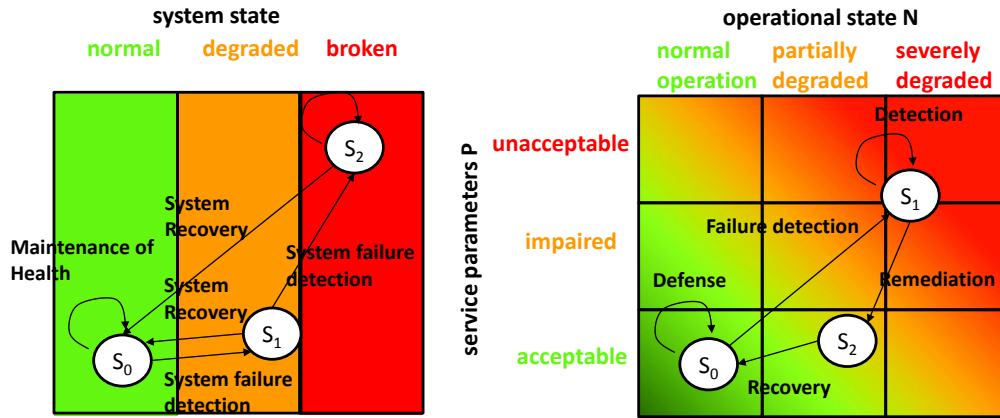 system state
normal degraded broken
S2
System
Recovery
Maintenance of
Health
System failure
detection
System
Recovery
S1
S0
System failure
detection
operational state N
normal
operation
partially
degraded
severely
degraded
service parameters P
unacceptable
impaired
acceptable
Detection
S1
Failure detection
Defense
Remediation
S2
S0
Recovery